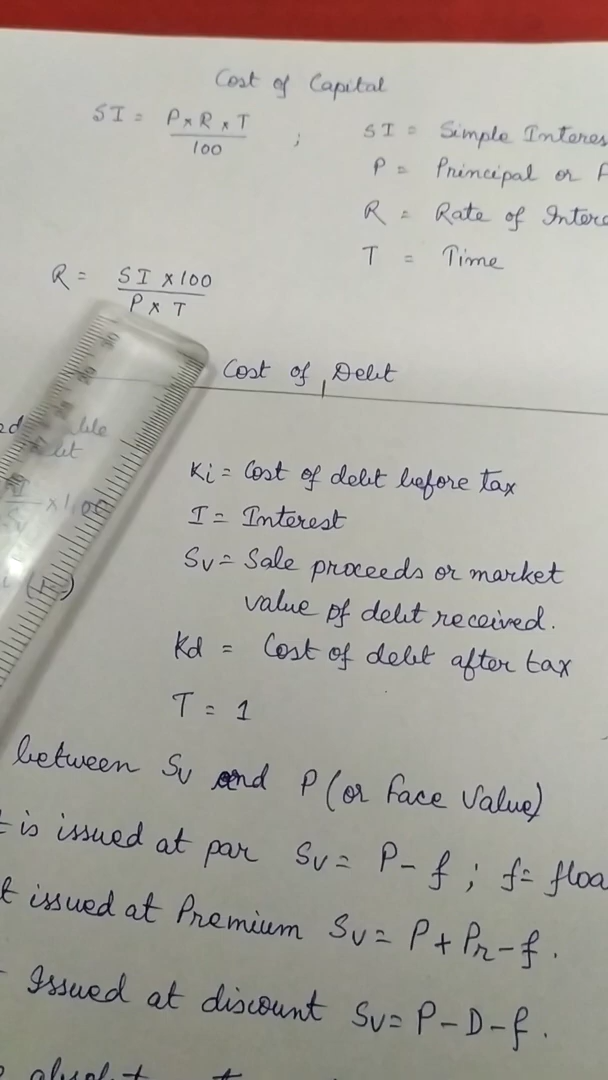 Cost of Capital
SI = P × R × T / 100 ; SI = Simple
P = Principal or
R = Rate of
T = Time
R = SI × 100 / P × T
Cost of Debt
Ki = Cost of debt before tax
I = Interest
Sv = Sale proceeds or market
value of debt received.
Kd = Cost of debt after tax
T = 1
between Sv and P (or Face Value)
is issued at par Sv = P - f ; f =
issued at Premium Sv = P + Pr - f.
Issued at discount Sv = P - D - f.